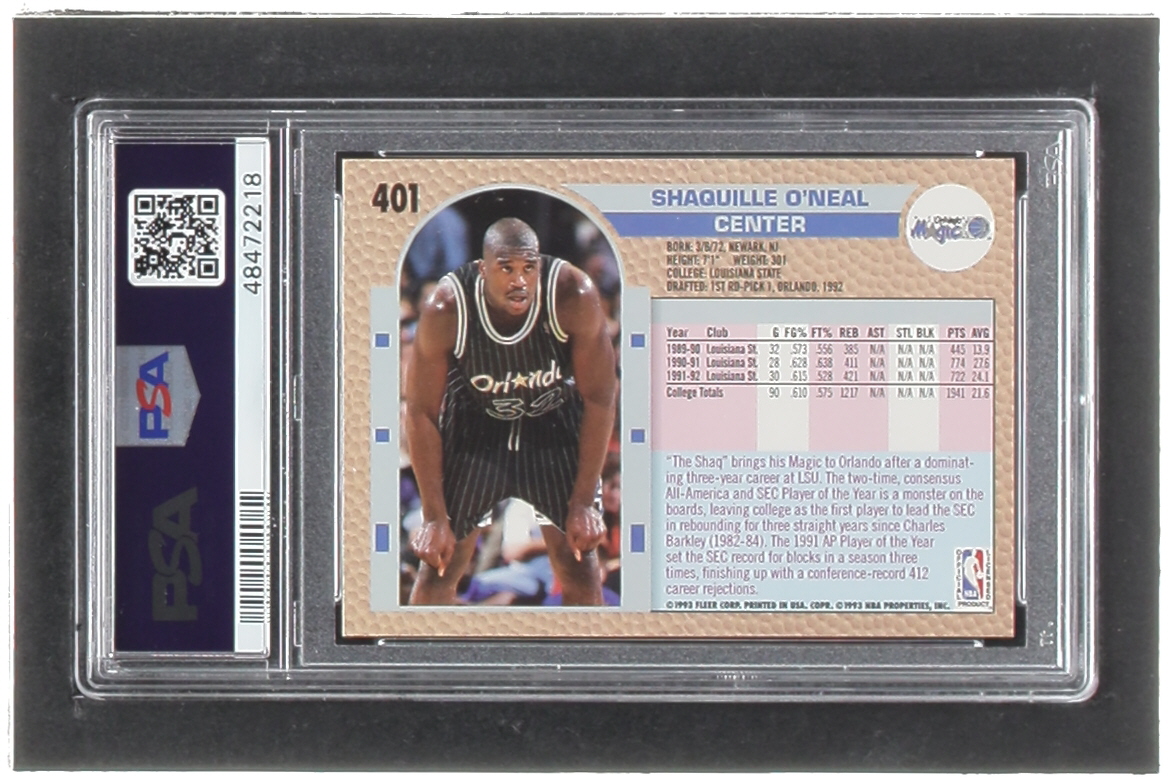 48472218
PSA
PSA
401
SHAQUILLE O'NEAL
CENTER
Orlando
Magic
BORN: 3/6/72, NEWARK, NJ
HEIGHT: 7'1" WEIGHT: 301
COLLEGE: LOUISIANA STATE
DRAFTED: 1ST RD-PICK 1, ORLANDO, 1992
Orlando
32
Year Club G FG% FT% REB AST STL BLK PTS AVG
1989-90 Louisiana St. 32 .573 .556 385 N/A N/A N/A 445 13.9
1990-91 Louisiana St. 28 .628 .638 411 N/A N/A N/A 774 27.6
1991-92 Louisiana St. 30 .615 .528 421 N/A N/A N/A 722 24.1
College Totals 90 .610 .575 1217 N/A N/A N/A 1941 21.6
"The Shaq" brings his Magic to Orlando after a dominat-
ing three-year career at LSU. The two-time, consensus
All-America and SEC Player of the Year is a monster on the
boards, leaving college as the first player to lead the SEC
in rebounding for three straight years since Charles
Barkley (1982-84). The 1991 AP Player of the Year
set the SEC record for blocks in a season three
times, finishing up with a conference-record 412
career rejections.
OFFICIAL LICENSED
NBA
PRODUCT
©1993 FLEER CORP. PRINTED IN USA. COPR. ©1993 NBA PROPERTIES, INC.